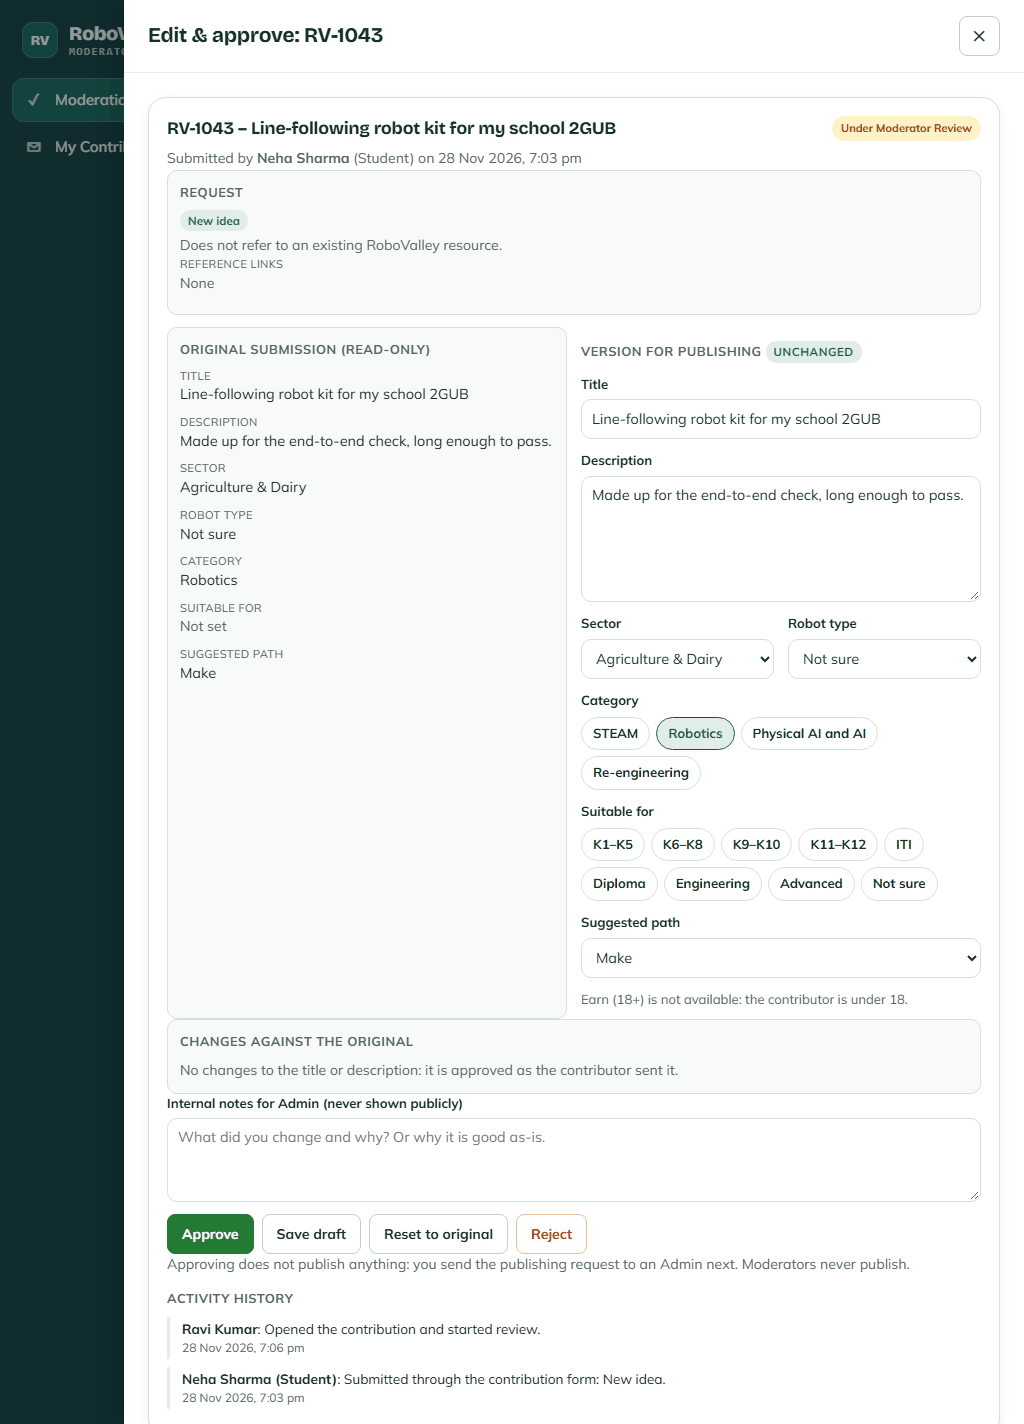 RV
RoboV
MODERATO
Moderatio
My Contri
Edit & approve: RV-1043
RV-1043 – Line-following robot kit for my school 2GUB
Under Moderator Review
Submitted by Neha Sharma (Student) on 28 Nov 2026, 7:03 pm
REQUEST
New idea
Does not refer to an existing RoboValley resource.
REFERENCE LINKS
None
ORIGINAL SUBMISSION (READ-ONLY)
TITLE
Line-following robot kit for my school 2GUB
DESCRIPTION
Made up for the end-to-end check, long enough to pass.
SECTOR
Agriculture & Dairy
ROBOT TYPE
Not sure
CATEGORY
Robotics
SUITABLE FOR
Not set
SUGGESTED PATH
Make
VERSION FOR PUBLISHING UNCHANGED
Title
Line-following robot kit for my school 2GUB
Description
Made up for the end-to-end check, long enough to pass.
Sector Robot type
Agriculture & Dairy Not sure
Category
STEAM Robotics Physical AI and AI
Re-engineering
Suitable for
K1–K5 K6–K8 K9–K10 K11–K12 ITI
Diploma Engineering Advanced Not sure
Suggested path
Make
Earn (18+) is not available: the contributor is under 18.
CHANGES AGAINST THE ORIGINAL
No changes to the title or description: it is approved as the contributor sent it.
Internal notes for Admin (never shown publicly)
What did you change and why? Or why it is good as-is.
Approve Save draft Reset to original Reject
Approving does not publish anything: you send the publishing request to an Admin next. Moderators never publish.
ACTIVITY HISTORY
Ravi Kumar: Opened the contribution and started review.
28 Nov 2026, 7:06 pm
Neha Sharma (Student): Submitted through the contribution form: New idea.
28 Nov 2026, 7:03 pm